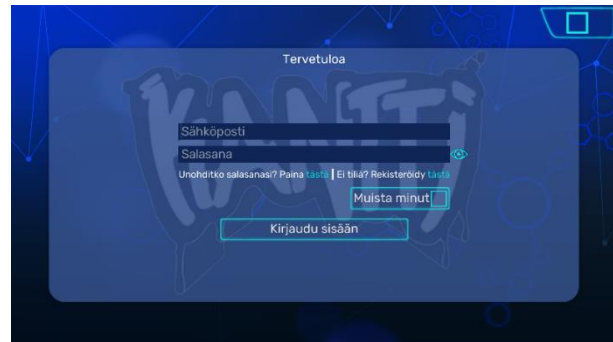 Tervetuloa
KANTTI
Sähköposti
Salasana
Unohditko salasanasi? Paina tästä | Ei tiliä? Rekisteröidy tästä
Muista minut
Kirjaudu sisään